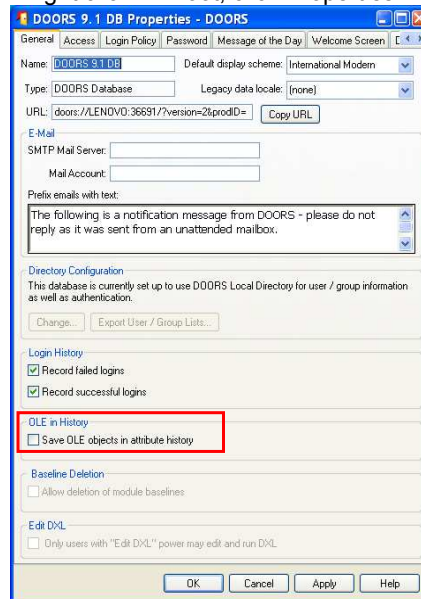 DOORS 9.1 DB Properties - DOORS
General Access Login Policy Password Message of the Day Welcome Screen
Name: DOORS 9.1 DB Default display scheme: International Modern
Type: DOORS Database Legacy data locale: (none)
URL: doors://LENOVO:36691/?version=2&prodID= Copy URL
E-Mail
SMTP Mail Server:
Mail Account:
Prefix emails with text:
The following is a notification message from DOORS - please do not
reply as it was sent from an unattended mailbox.
Directory Configuration
This database is currently set up to use DOORS Local Directory for user / group information
as well as authentication.
Change... Export User / Group Lists...
Login History
Record failed logins
Record successful logins
OLE in History
Save OLE objects in attribute history
Baseline Deletion
Allow deletion of module baselines
Edit DXL
Only users with "Edit DXL" power may edit and run DXL
OK Cancel Apply Help